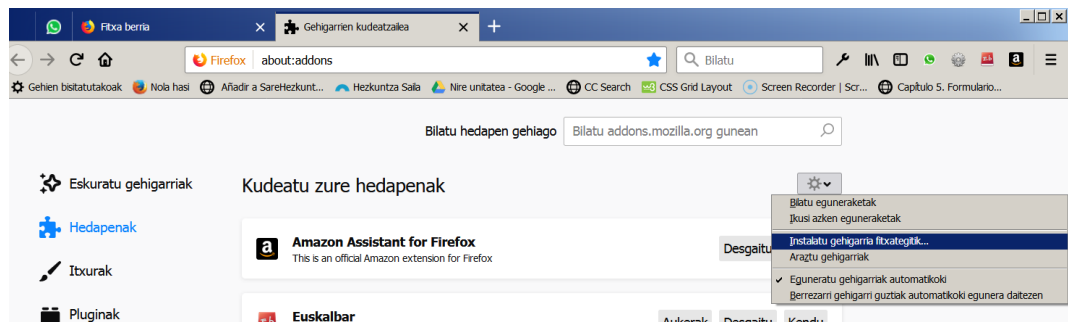 Fitxa berria
Gehigarrien kudeatzailea
Firefox about:addons Bilatu
Gehien bisitatutakoak Nola hasi Añadir a SareHezkunt... Hezkuntza Saila Nire unitatea - Google ... CC Search CSS Grid Layout Screen Recorder | Scr... Capítulo 5. Formulario...
Bilatu hedapen gehiago Bilatu addons.mozilla.org gunean
Eskuratu gehigarriak
Hedapenak
Itxurak
Pluginak
Kudeatu zure hedapenak
Amazon Assistant for Firefox
This is an official Amazon extension for Firefox
Desgaitu
Euskalbar
Aukerak Desgaitu Kendu
Bilatu eguneraketak
Ikusi azken eguneraketak
Instalatu gehigarria fitxategitik...
Araztu gehigarriak
Eguneratu gehigarriak automatikoki
Berrezarri gehigarri guztiak automatikoki egunera daitezen